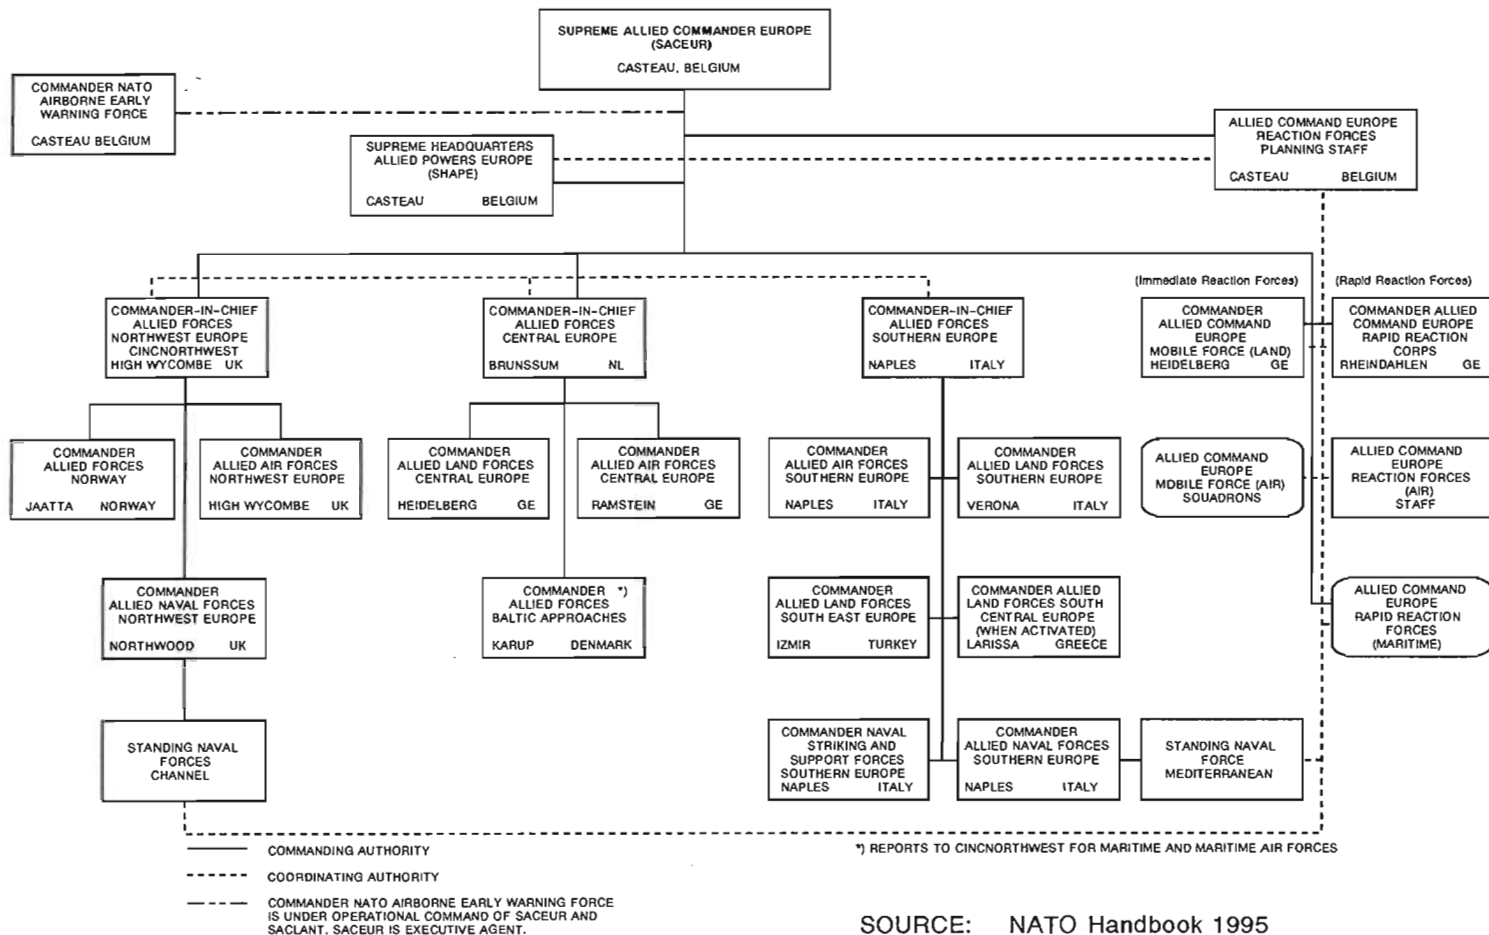 SUPREME ALLIED COMMANDER EUROPE
(SACEUR)
CASTEAU, BELGIUM
COMMANDER NATO
AIRBORNE EARLY
WARNING FORCE
CASTEAU BELGIUM
SUPREME HEADQUARTERS
ALLIED POWERS EUROPE
(SHAPE)
CASTEAU BELGIUM
ALLIED COMMAND EUROPE
REACTION FORCES
PLANNING STAFF
CASTEAU BELGIUM
COMMANDER-IN-CHIEF
ALLIED FORCES
NORTHWEST EUROPE
CINCNORTHWEST
HIGH WYCOMBE UK
COMMANDER-IN-CHIEF
ALLIED FORCES
CENTRAL EUROPE
BRUNSSUM NL
COMMANDER-IN-CHIEF
ALLIED FORCES
SOUTHERN EUROPE
NAPLES ITALY
(Immediate Reaction Forces)
COMMANDER
ALLIED COMMAND
EUROPE
MOBILE FORCE (LAND)
HEIDELBERG GE
(Rapid Reaction Forces)
COMMANDER ALLIED
COMMAND EUROPE
RAPID REACTION
CORPS
RHEINDAHLEN GE
COMMANDER
ALLIED FORCES
NORWAY
JAATTA NORWAY
COMMANDER
ALLIED AIR FORCES
NORTHWEST EUROPE
HIGH WYCOMBE UK
COMMANDER
ALLIED LAND FORCES
CENTRAL EUROPE
HEIDELBERG GE
COMMANDER
ALLIED AIR FORCES
CENTRAL EUROPE
RAMSTEIN GE
COMMANDER
ALLIED AIR FORCES
SOUTHERN EUROPE
NAPLES ITALY
COMMANDER
ALLIED LAND FORCES
SOUTHERN EUROPE
VERONA ITALY
ALLIED COMMAND
EUROPE
MOBILE FORCE (AIR)
SQUADRONS
ALLIED COMMAND
EUROPE
REACTION FORCES
(AIR)
STAFF
COMMANDER
ALLIED NAVAL FORCES
NORTHWEST EUROPE
NORTHWOOD UK
COMMANDER *)
ALLIED FORCES
BALTIC APPROACHES
KARUP DENMARK
COMMANDER
ALLIED LAND FORCES
SOUTH EAST EUROPE
IZMIR TURKEY
COMMANDER ALLIED
LAND FORCES SOUTH
CENTRAL EUROPE
(WHEN ACTIVATED)
LARISSA GREECE
ALLIED COMMAND
EUROPE
RAPID REACTION
FORCES
(MARITIME)
STANDING NAVAL
FORCES
CHANNEL
COMMANDER NAVAL
STRIKING AND
SUPPORT FORCES
SOUTHERN EUROPE
NAPLES ITALY
COMMANDER
ALLIED NAVAL FORCES
SOUTHERN EUROPE
NAPLES ITALY
STANDING NAVAL
FORCE
MEDITERRANEAN
COMMANDING AUTHORITY
COORDINATING AUTHORITY
COMMANDER NATO AIRBORNE EARLY WARNING FORCE
IS UNDER OPERATIONAL COMMAND OF SACEUR AND
SACLANT. SACEUR IS EXECUTIVE AGENT.
*) REPORTS TO CINCNORTHWEST FOR MARITIME AND MARITIME AIR FORCES
SOURCE: NATO Handbook 1995